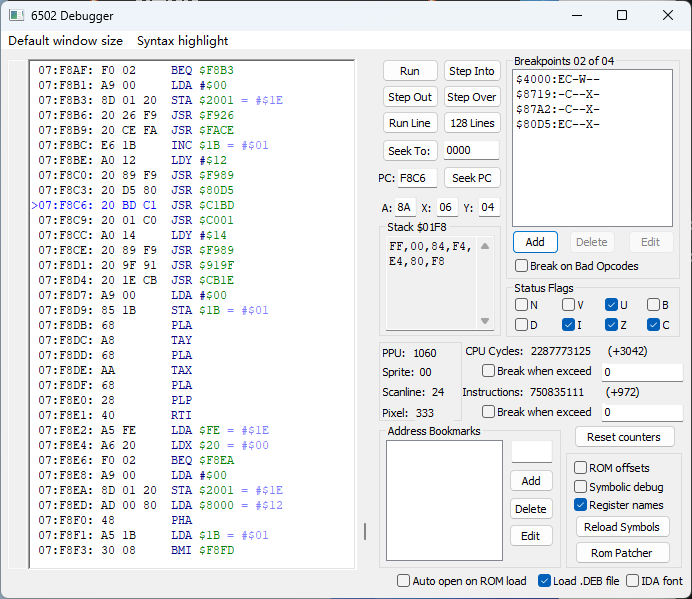 6502 Debugger
Default window size Syntax highlight
07:F8AF: F0 02 BEQ $F8B3
07:F8B1: A9 00 LDA #$00
07:F8B3: 8D 01 20 STA $2001 = #$1E
07:F8B6: 20 26 F9 JSR $F926
07:F8B9: 20 CE FA JSR $FACE
07:F8BC: E6 1B INC $1B = #$01
07:F8BE: A0 12 LDY #$12
07:F8C0: 20 89 F9 JSR $F989
07:F8C3: 20 D5 80 JSR $80D5
>07:F8C6: 20 BD C1 JSR $C1BD
07:F8C9: 20 01 C0 JSR $C001
07:F8CC: A0 14 LDY #$14
07:F8CE: 20 89 F9 JSR $F989
07:F8D1: 20 9F 91 JSR $919F
07:F8D4: 20 1E CB JSR $CB1E
07:F8D7: A9 00 LDA #$00
07:F8D9: 85 1B STA $1B = #$01
07:F8DB: 68 PLA
07:F8DC: A8 TAY
07:F8DD: 68 PLA
07:F8DE: AA TAX
07:F8DF: 68 PLA
07:F8E0: 28 PLP
07:F8E1: 40 RTI
07:F8E2: A5 FE LDA $FE = #$1E
07:F8E4: A6 20 LDX $20 = #$00
07:F8E6: F0 02 BEQ $F8EA
07:F8E8: A9 00 LDA #$00
07:F8EA: 8D 01 20 STA $2001 = #$1E
07:F8ED: AD 00 80 LDA $8000 = #$12
07:F8F0: 48 PHA
07:F8F1: A5 1B LDA $1B = #$01
07:F8F3: 30 08 BMI $F8FD
Run Step Into
Step Out Step Over
Run Line 128 Lines
Seek To: 0000
PC: F8C6 Seek PC
A: 8A X: 06 Y: 04
Stack $01F8
FF,00,84,F4,
E4,80,F8
Breakpoints 02 of 04
$4000:EC-W--
$8719:-C--X-
$87A2:-C--X-
$80D5:EC--X-
Add Delete Edit
Break on Bad Opcodes
Status Flags
N V U B
D I Z C
PPU: 1060
Sprite: 00
Scanline: 24
Pixel: 333
CPU Cycles: 2287773125 (+3042)
Break when exceed 0
Instructions: 750835111 (+972)
Break when exceed 0
Address Bookmarks
Add
Delete
Edit
Reset counters
ROM offsets
Symbolic debug
Register names
Reload Symbols
Rom Patcher
Auto open on ROM load Load .DEB file IDA font